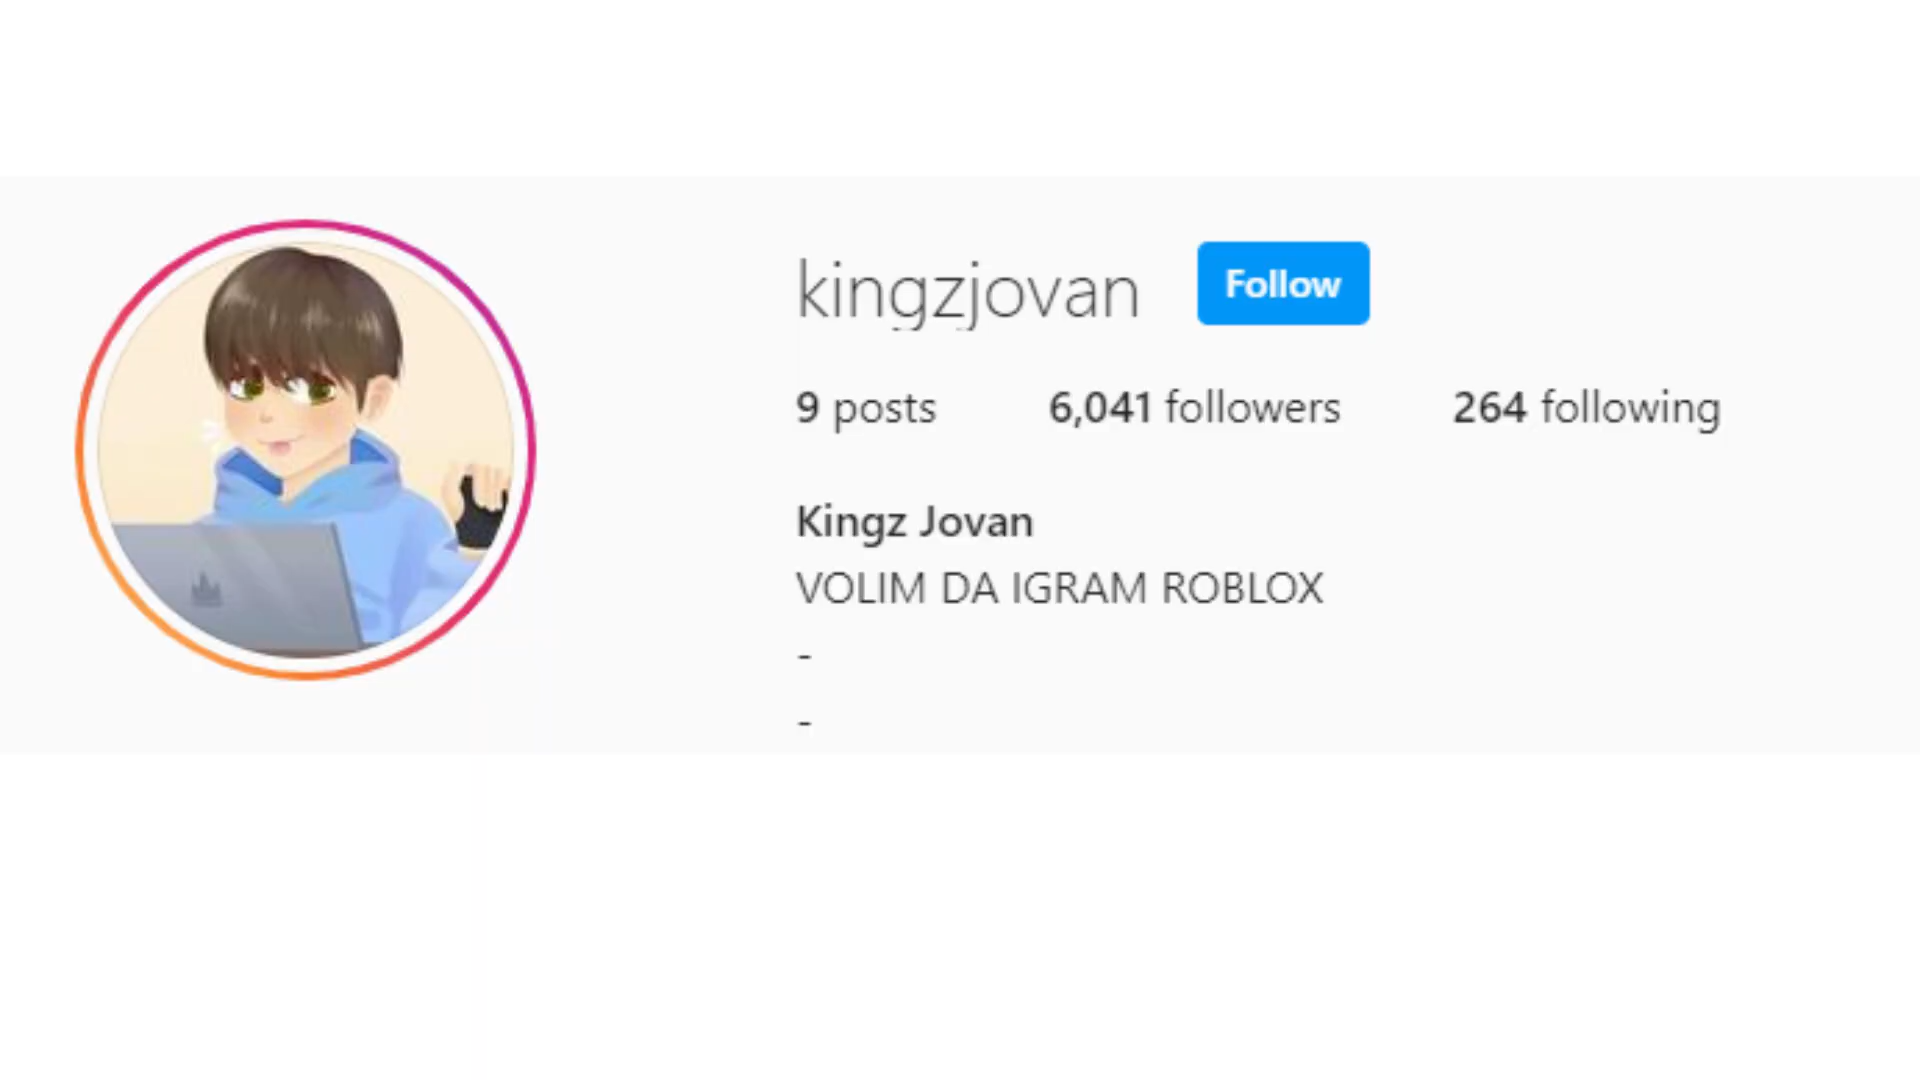 kingzjovan Follow
9 posts 6,041 followers 264 following
Kingz Jovan
VOLIM DA IGRAM ROBLOX
-
-